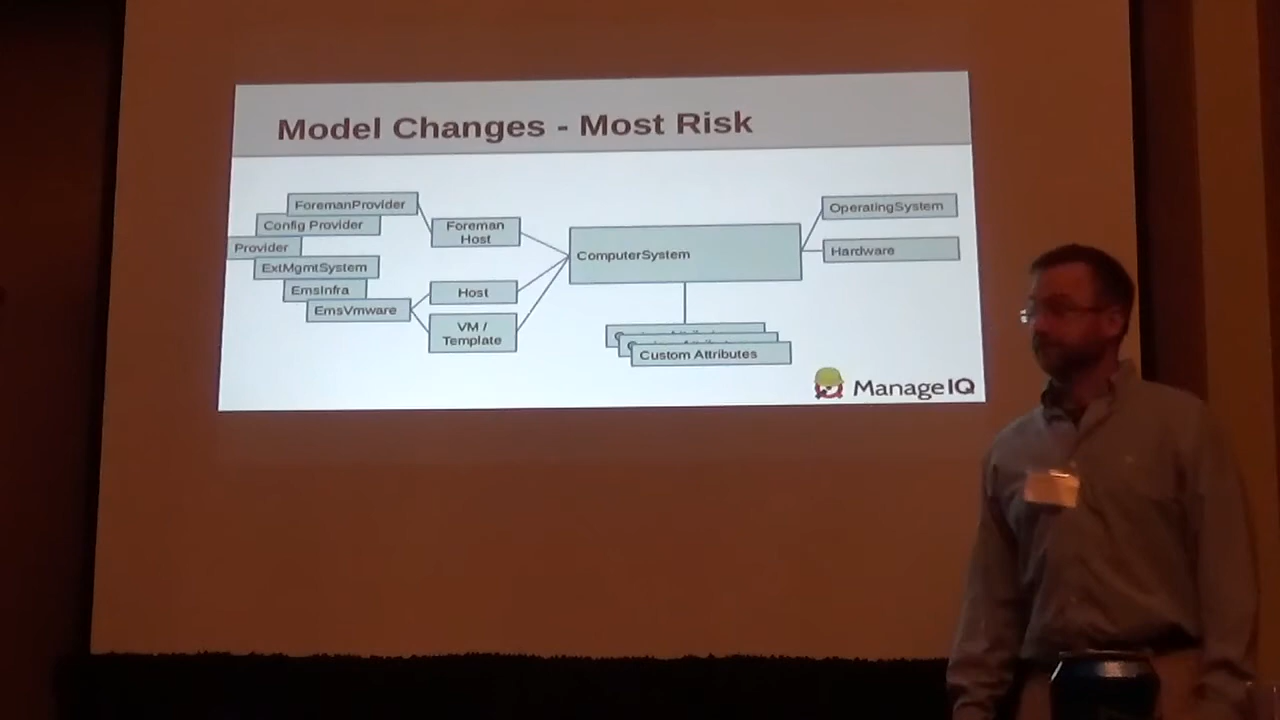 Model Changes - Most Risk
ForemanProvider
Config Provider
Provider
ExtMgmtSystem
EmsInfra
EmsVmware
Foreman
Host
Host
VM /
Template
ComputerSystem
OperatingSystem
Hardware
Custom Attributes
ManageIQ